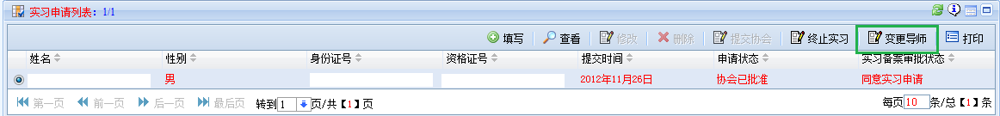 实习申请列表：1/1
填写 查看 修改 删除 提交协会 终止实习 变更导师 打印
姓名 性别 身份证号 资格证号 提交时间 申请状态 实习备案审批状态
男 2012年11月26日 协会已批准 同意实习申请
第一页 前一页 后一页 最后页 转到 1 页/共【1】页 每页 10 条/总【1】条